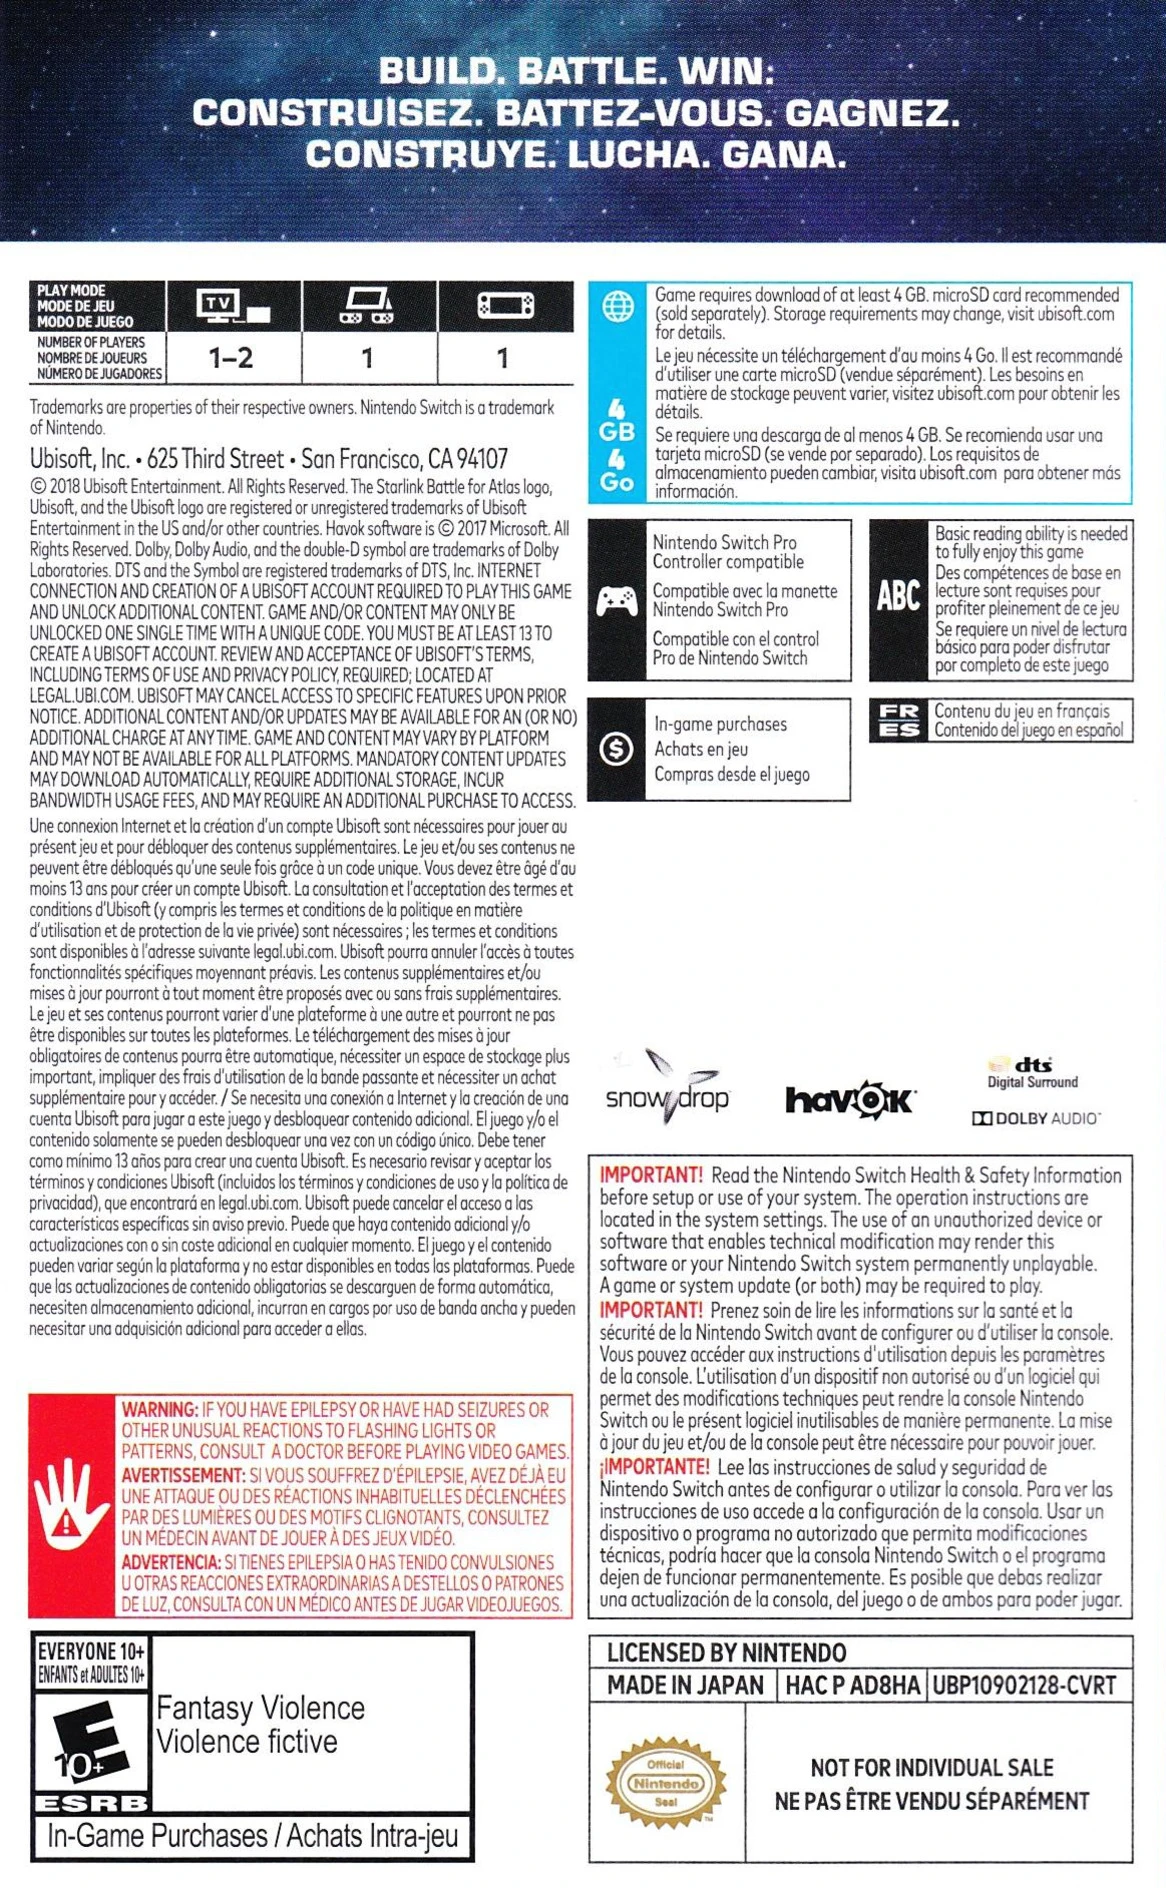 BUILD. BATTLE. WIN:
CONSTRUISEZ. BATTEZ-VOUS. GAGNEZ.
CONSTRUYE. LUCHA. GANA.
PLAY MODE
MODE DE JEU
MODO DE JUEGO
TV
NUMBER OF PLAYERS
NOMBRE DE JOUEURS
NÚMERO DE JUGADORES
1–2
1
1
Trademarks are properties of their respective owners. Nintendo Switch is a trademark
of Nintendo.
Ubisoft, Inc. • 625 Third Street • San Francisco, CA 94107
© 2018 Ubisoft Entertainment. All Rights Reserved. The Starlink Battle for Atlas logo,
Ubisoft, and the Ubisoft logo are registered or unregistered trademarks of Ubisoft
Entertainment in the US and/or other countries. Havok software is © 2017 Microsoft. All
Rights Reserved. Dolby, Dolby Audio, and the double-D symbol are trademarks of Dolby
Laboratories. DTS and the Symbol are registered trademarks of DTS, Inc. INTERNET
CONNECTION AND CREATION OF A UBISOFT ACCOUNT REQUIRED TO PLAY THIS GAME
AND UNLOCK ADDITIONAL CONTENT. GAME AND/OR CONTENT MAY ONLY BE
UNLOCKED ONE SINGLE TIME WITH A UNIQUE CODE. YOU MUST BE AT LEAST 13 TO
CREATE A UBISOFT ACCOUNT. REVIEW AND ACCEPTANCE OF UBISOFT'S TERMS,
INCLUDING TERMS OF USE AND PRIVACY POLICY, REQUIRED; LOCATED AT
LEGAL.UBI.COM. UBISOFT MAY CANCEL ACCESS TO SPECIFIC FEATURES UPON PRIOR
NOTICE. ADDITIONAL CONTENT AND/OR UPDATES MAY BE AVAILABLE FOR AN (OR NO)
ADDITIONAL CHARGE AT ANY TIME. GAME AND CONTENT MAY VARY BY PLATFORM
AND MAY NOT BE AVAILABLE FOR ALL PLATFORMS. MANDATORY CONTENT UPDATES
MAY DOWNLOAD AUTOMATICALLY, REQUIRE ADDITIONAL STORAGE, INCUR
BANDWIDTH USAGE FEES, AND MAY REQUIRE AN ADDITIONAL PURCHASE TO ACCESS.
Une connexion Internet et la création d'un compte Ubisoft sont nécessaires pour jouer au
présent jeu et pour débloquer des contenus supplémentaires. Le jeu et/ou ses contenus ne
peuvent être débloqués qu'une seule fois grâce à un code unique. Vous devez être âgé d'au
moins 13 ans pour créer un compte Ubisoft. La consultation et l'acceptation des termes et
conditions d'Ubisoft (y compris les termes et conditions de la politique en matière
d'utilisation et de protection de la vie privée) sont nécessaires ; les termes et conditions
sont disponibles à l'adresse suivante legal.ubi.com. Ubisoft pourra annuler l'accès à toutes
fonctionnalités spécifiques moyennant préavis. Les contenus supplémentaires et/ou
mises à jour pourront à tout moment être proposés avec ou sans frais supplémentaires.
Le jeu et ses contenus pourront varier d'une plateforme à une autre et pourront ne pas
être disponibles sur toutes les plateformes. Le téléchargement des mises à jour
obligatoires de contenus pourra être automatique, nécessiter un espace de stockage plus
important, impliquer des frais d'utilisation de la bande passante et nécessiter un achat
supplémentaire pour y accéder. / Se necesita una conexión a Internet y la creación de una
cuenta Ubisoft para jugar a este juego y desbloquear contenido adicional. El juego y/o el
contenido solamente se pueden desbloquear una vez con un código único. Debe tener
como mínimo 13 años para crear una cuenta Ubisoft. Es necesario revisar y aceptar los
términos y condiciones Ubisoft (incluidos los términos y condiciones de uso y la política de
privacidad), que encontrará en legal.ubi.com. Ubisoft puede cancelar el acceso a las
características específicas sin aviso previo. Puede que haya contenido adicional y/o
actualizaciones con o sin coste adicional en cualquier momento. El juego y el contenido
pueden variar según la plataforma y no estar disponibles en todas las plataformas. Puede
que las actualizaciones de contenido obligatorias se descarguen de forma automática,
necesiten almacenamiento adicional, incurran en cargos por uso de banda ancha y pueden
necesitar una adquisición adicional para acceder a ellas.
WARNING: IF YOU HAVE EPILEPSY OR HAVE HAD SEIZURES OR
OTHER UNUSUAL REACTIONS TO FLASHING LIGHTS OR
PATTERNS, CONSULT A DOCTOR BEFORE PLAYING VIDEO GAMES.
AVERTISSEMENT: SI VOUS SOUFFREZ D'ÉPILEPSIE, AVEZ DÉJÀ EU
UNE ATTAQUE OU DES RÉACTIONS INHABITUELLES DÉCLENCHÉES
PAR DES LUMIÈRES OU DES MOTIFS CLIGNOTANTS, CONSULTEZ
UN MÉDECIN AVANT DE JOUER À DES JEUX VIDÉO.
ADVERTENCIA: SI TIENES EPILEPSIA O HAS TENIDO CONVULSIONES
U OTRAS REACCIONES EXTRAORDINARIAS A DESTELLOS O PATRONES
DE LUZ, CONSULTA CON UN MÉDICO ANTES DE JUGAR VIDEOJUEGOS.
EVERYONE 10+
ENFANTS et ADULTES 10+
E
10+
ESRB
Fantasy Violence
Violence fictive
In-Game Purchases / Achats Intra-jeu
4
GB
4
Go
Game requires download of at least 4 GB. microSD card recommended
(sold separately). Storage requirements may change, visit ubisoft.com
for details.
Le jeu nécessite un téléchargement d'au moins 4 Go. Il est recommandé
d'utiliser une carte microSD (vendue séparément). Les besoins en
matière de stockage peuvent varier, visitez ubisoft.com pour obtenir les
détails.
Se requiere una descarga de al menos 4 GB. Se recomienda usar una
tarjeta microSD (se vende por separado). Los requisitos de
almacenamiento pueden cambiar, visita ubisoft.com para obtener más
información.
Nintendo Switch Pro
Controller compatible
Compatible avec la manette
Nintendo Switch Pro
Compatible con el control
Pro de Nintendo Switch
ABC
Basic reading ability is needed
to fully enjoy this game
Des compétences de base en
lecture sont requises pour
profiter pleinement de ce jeu
Se requiere un nivel de lectura
básico para poder disfrutar
por completo de este juego
$
In-game purchases
Achats en jeu
Compras desde el juego
FR
ES
Contenu du jeu en français
Contenido del juego en español
snowdrop™
havok
dts
Digital Surround
DOLBY AUDIO™
IMPORTANT! Read the Nintendo Switch Health & Safety Information
before setup or use of your system. The operation instructions are
located in the system settings. The use of an unauthorized device or
software that enables technical modification may render this
software or your Nintendo Switch system permanently unplayable.
A game or system update (or both) may be required to play.
IMPORTANT! Prenez soin de lire les informations sur la santé et la
sécurité de la Nintendo Switch avant de configurer ou d'utiliser la console.
Vous pouvez accéder aux instructions d'utilisation depuis les paramètres
de la console. L'utilisation d'un dispositif non autorisé ou d'un logiciel qui
permet des modifications techniques peut rendre la console Nintendo
Switch ou le présent logiciel inutilisables de manière permanente. La mise
à jour du jeu et/ou de la console peut être nécessaire pour pouvoir jouer.
¡IMPORTANTE! Lee las instrucciones de salud y seguridad de
Nintendo Switch antes de configurar o utilizar la consola. Para ver las
instrucciones de uso accede a la configuración de la consola. Usar un
dispositivo o programa no autorizado que permita modificaciones
técnicas, podría hacer que la consola Nintendo Switch o el programa
dejen de funcionar permanentemente. Es posible que debas realizar
una actualización de la consola, del juego o de ambos para poder jugar.
LICENSED BY NINTENDO
MADE IN JAPAN HAC P AD8HA UBP10902128-CVRT
Official
Nintendo
Seal
™
NOT FOR INDIVIDUAL SALE
NE PAS ÊTRE VENDU SÉPARÉMENT